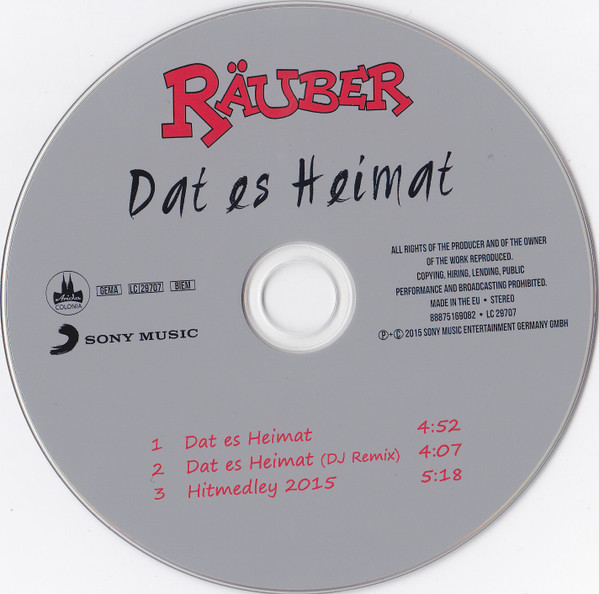 RÄUBER
Dat es Heimat
Ariola
COLONIA
GEMA LC 29707 BIEM
SONY MUSIC
ALL RIGHTS OF THE PRODUCER AND OF THE OWNER
OF THE WORK REPRODUCED.
COPYING, HIRING, LENDING, PUBLIC
PERFORMANCE AND BROADCASTING PROHIBITED.
MADE IN THE EU • STEREO
88875169082 • LC 29707
℗+© 2015 SONY MUSIC ENTERTAINMENT GERMANY GMBH
1 Dat es Heimat 4:52
2 Dat es Heimat (DJ Remix) 4:07
3 Hitmedley 2015 5:18